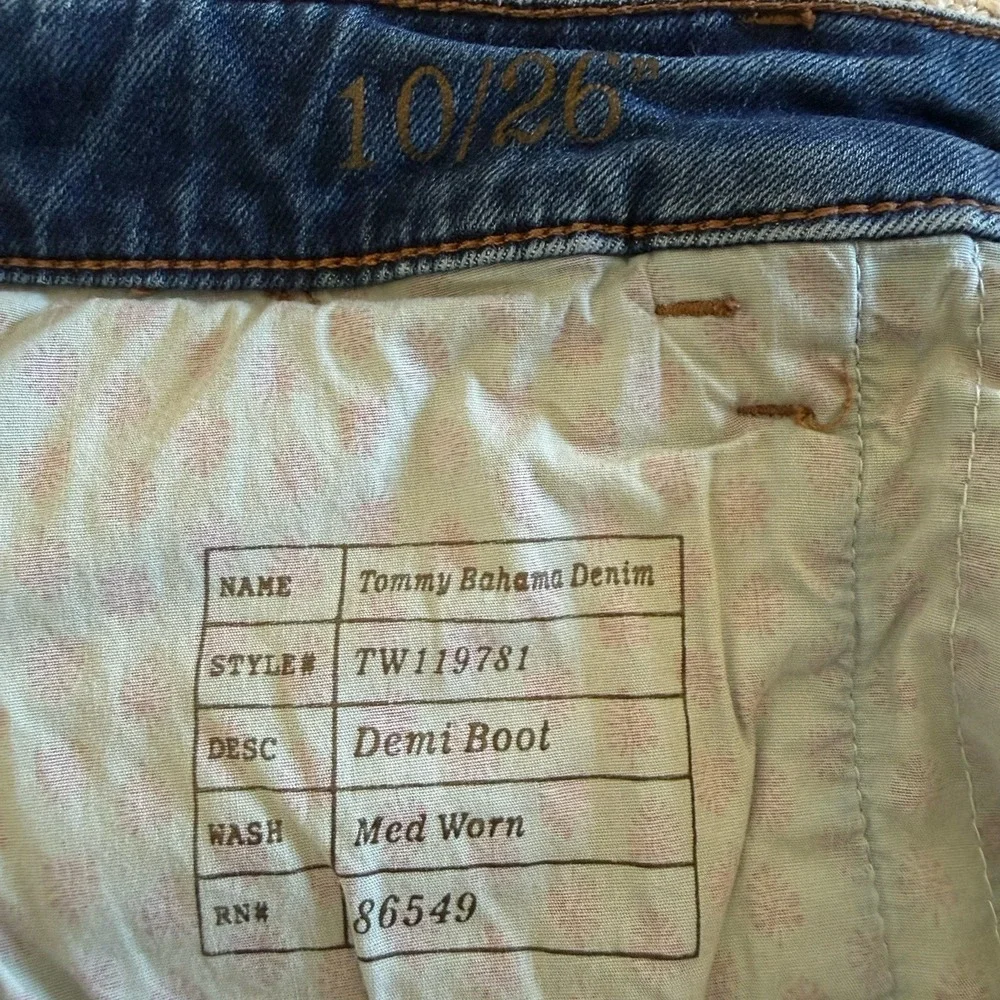 10/26"
NAME Tommy Bahama Denim
STYLE# TW119781
DESC Demi Boot
WASH Med Worn
RN# 86549